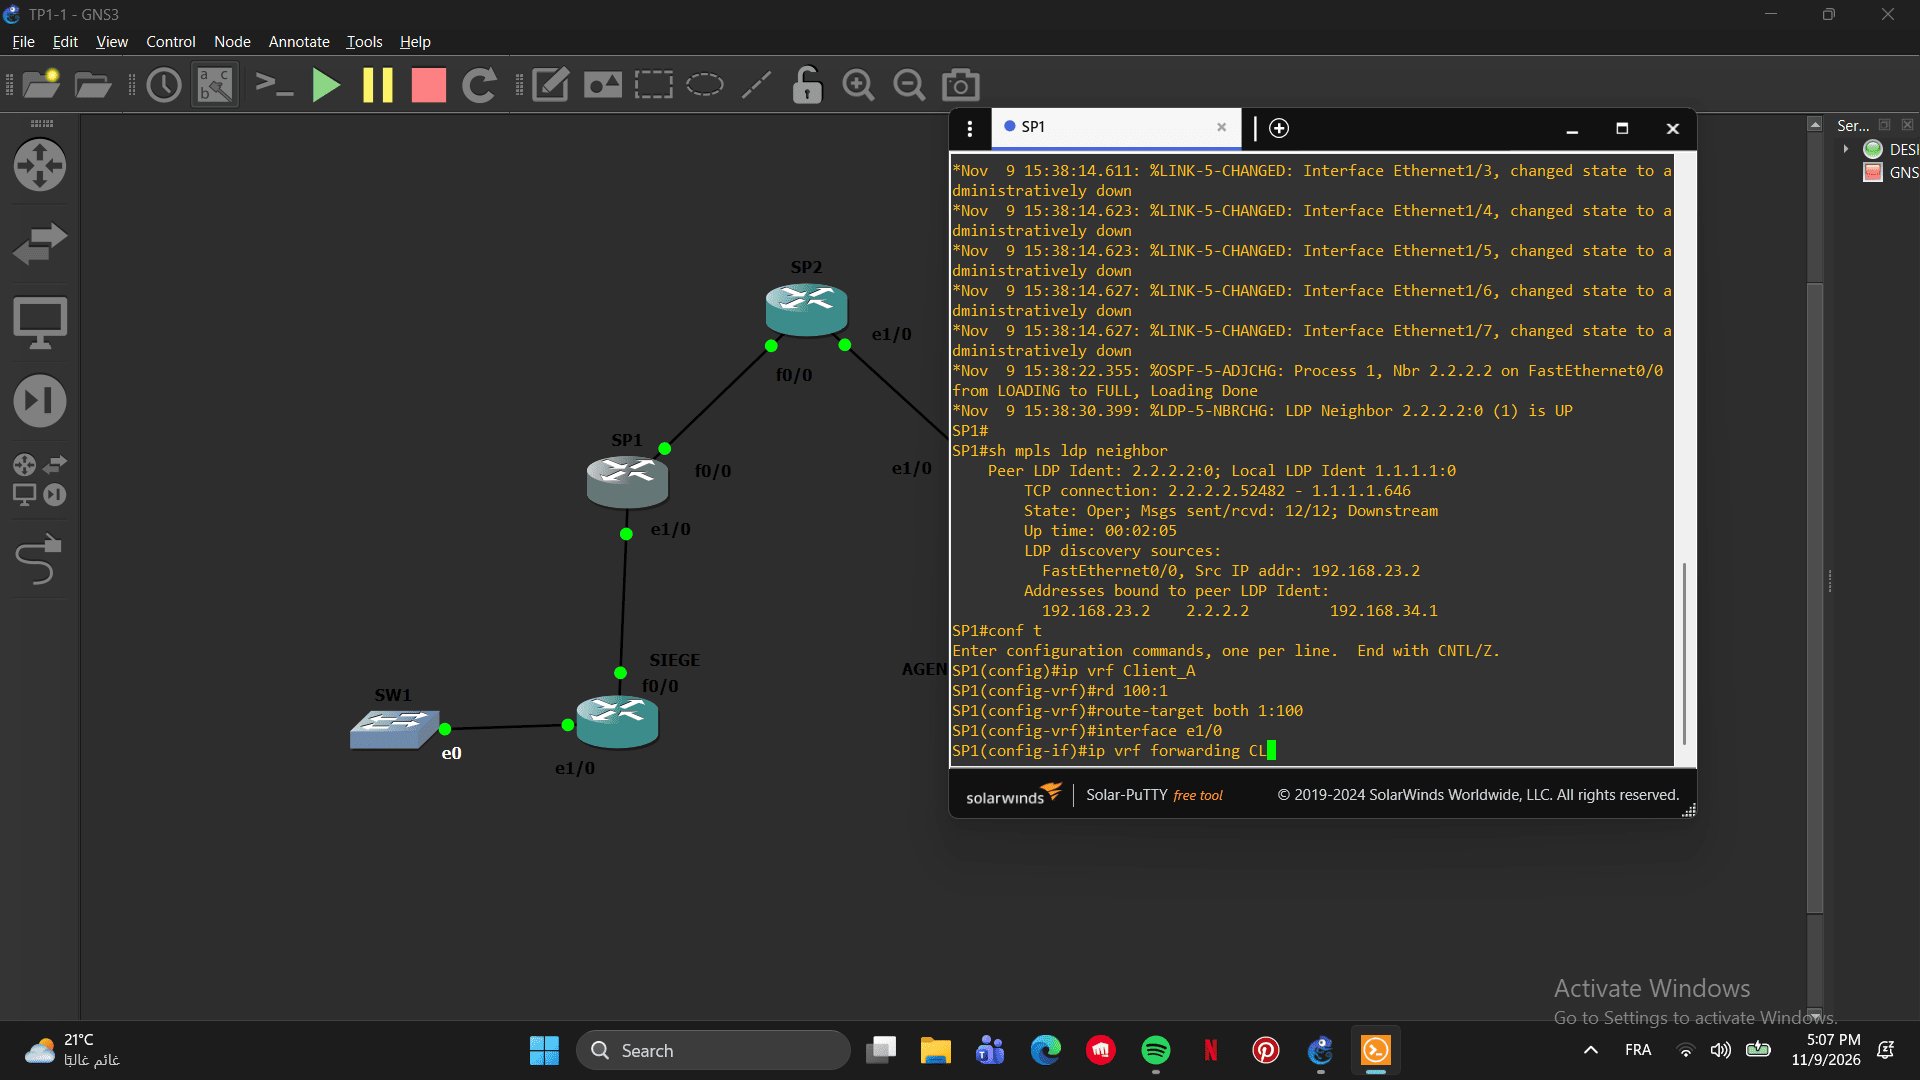 TP1-1 - GNS3
File Edit View Control Node Annotate Tools Help
SP1
Ser...
DESH
GNS
*Nov  9 15:38:14.611: %LINK-5-CHANGED: Interface Ethernet1/3, changed state to a
dministratively down
*Nov  9 15:38:14.623: %LINK-5-CHANGED: Interface Ethernet1/4, changed state to a
dministratively down
*Nov  9 15:38:14.623: %LINK-5-CHANGED: Interface Ethernet1/5, changed state to a
dministratively down
*Nov  9 15:38:14.627: %LINK-5-CHANGED: Interface Ethernet1/6, changed state to a
dministratively down
*Nov  9 15:38:14.627: %LINK-5-CHANGED: Interface Ethernet1/7, changed state to a
dministratively down
*Nov  9 15:38:22.355: %OSPF-5-ADJCHG: Process 1, Nbr 2.2.2.2 on FastEthernet0/0
from LOADING to FULL, Loading Done
*Nov  9 15:38:30.399: %LDP-5-NBRCHG: LDP Neighbor 2.2.2.2:0 (1) is UP
SP1#
SP1#sh mpls ldp neighbor
    Peer LDP Ident: 2.2.2.2:0; Local LDP Ident 1.1.1.1:0
        TCP connection: 2.2.2.2.52482 - 1.1.1.1.646
        State: Oper; Msgs sent/rcvd: 12/12; Downstream
        Up time: 00:02:05
        LDP discovery sources:
          FastEthernet0/0, Src IP addr: 192.168.23.2
        Addresses bound to peer LDP Ident:
          192.168.23.2    2.2.2.2         192.168.34.1
SP1#conf t
Enter configuration commands, one per line.  End with CNTL/Z.
SP1(config)#ip vrf Client_A
SP1(config-vrf)#rd 100:1
SP1(config-vrf)#route-target both 1:100
SP1(config-vrf)#interface e1/0
SP1(config-if)#ip vrf forwarding CL
solarwinds
Solar-PuTTY free tool
© 2019-2024 SolarWinds Worldwide, LLC. All rights reserved.
SP2
e1/0
f0/0
SP1
f0/0
e1/0
e1/0
SIEGE
f0/0
AGEN
SW1
e0
e1/0
Activate Windows
Go to Settings to activate Windows.
21°C
غائم غالبًا
Search
FRA
5:07 PM
11/9/2026